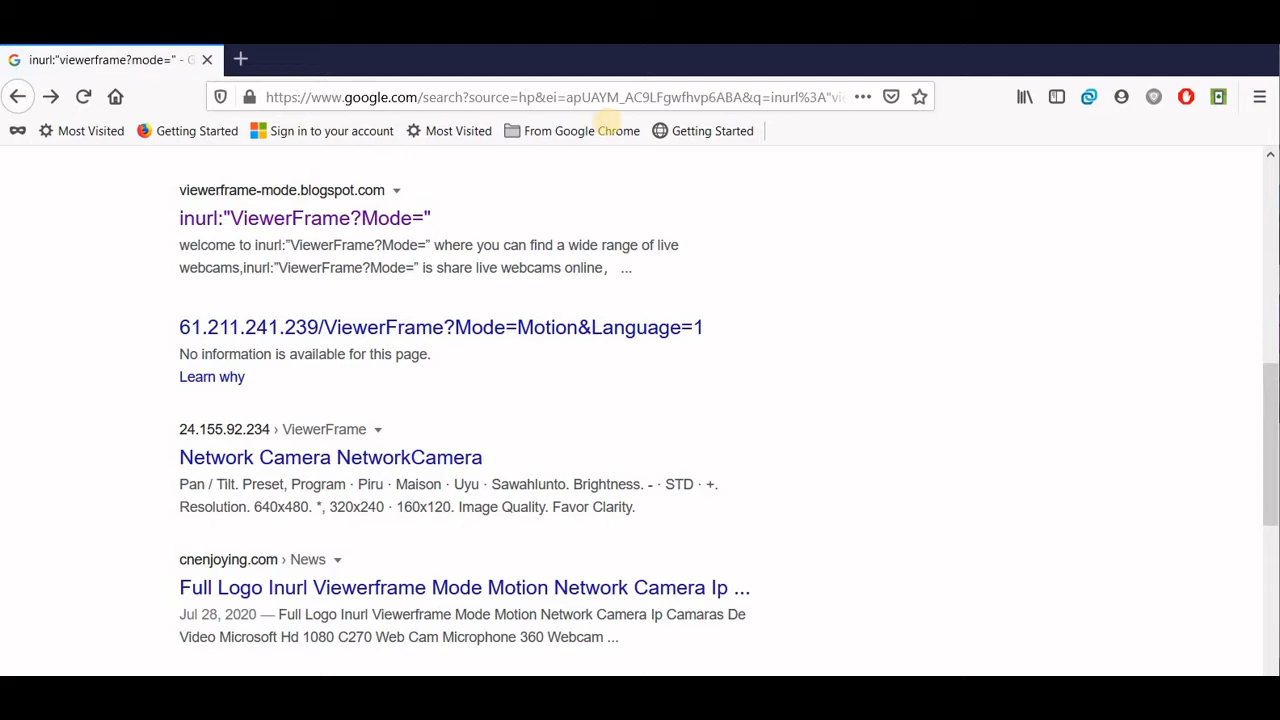 inurl:"viewerframe?mode=" - G
https://www.google.com/search?source=hp&ei=apUAYM_AC9LFgwfhvp6ABA&q=inurl%3A"vi
Most Visited Getting Started Sign in to your account Most Visited From Google Chrome Getting Started
viewerframe-mode.blogspot.com
inurl:"ViewerFrame?Mode="
welcome to inurl:”ViewerFrame?Mode=” where you can find a wide range of live
webcams,inurl:”ViewerFrame?Mode=” is share live webcams online， ...
61.211.241.239/ViewerFrame?Mode=Motion&Language=1
No information is available for this page.
Learn why
24.155.92.234 › ViewerFrame
Network Camera NetworkCamera
Pan / Tilt. Preset, Program · Piru · Maison · Uyu · Sawahlunto. Brightness. - · STD · +.
Resolution. 640x480. *, 320x240 · 160x120. Image Quality. Favor Clarity.
cnenjoying.com › News
Full Logo Inurl Viewerframe Mode Motion Network Camera Ip ...
Jul 28, 2020 — Full Logo Inurl Viewerframe Mode Motion Network Camera Ip Camaras De
Video Microsoft Hd 1080 C270 Web Cam Microphone 360 Webcam ...